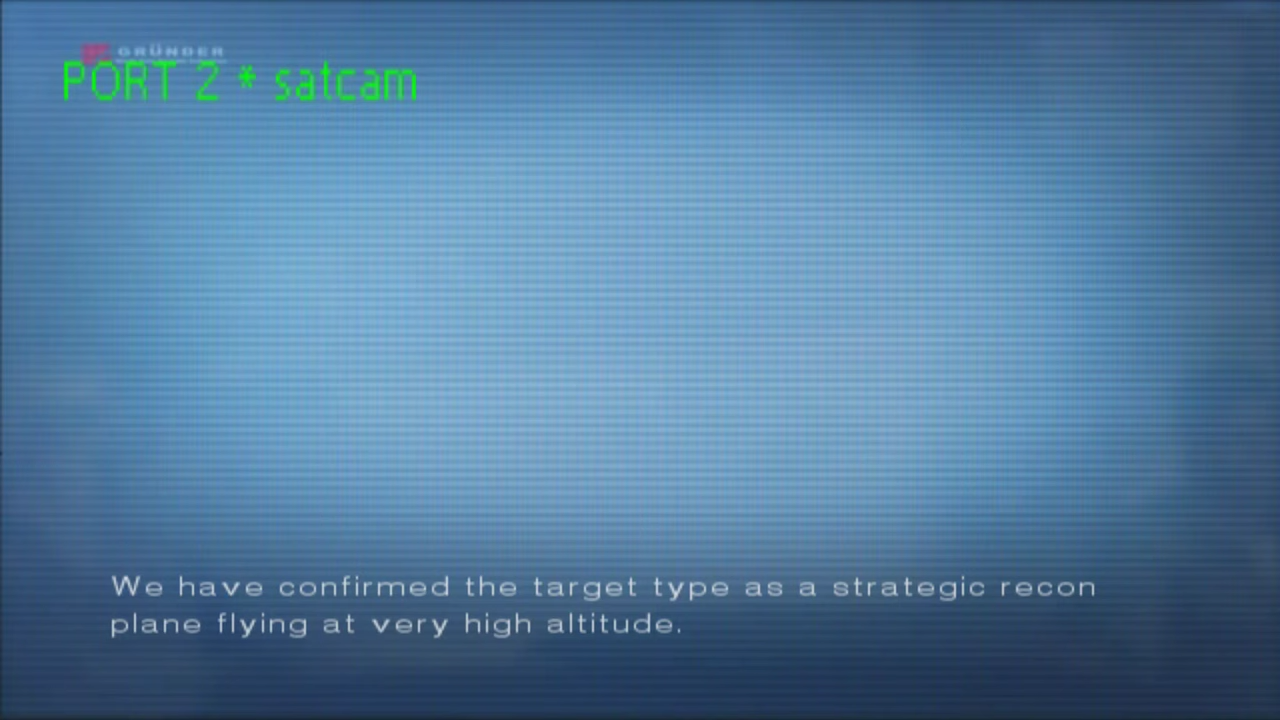 GRÜNDER
PORT 2 * satcam
We have confirmed the target type as a strategic recon
plane flying at very high altitude.